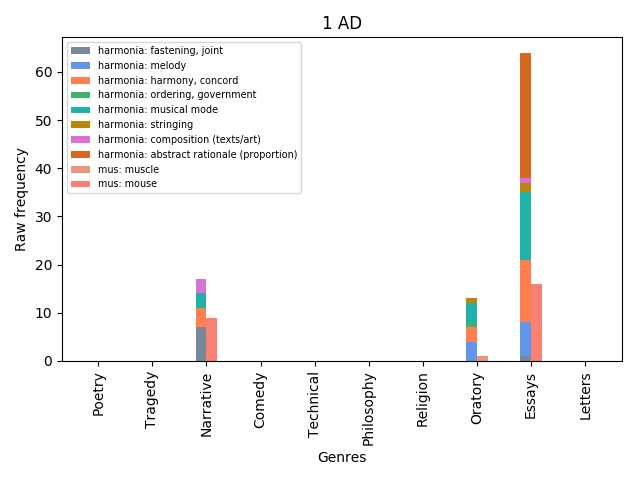 1 AD
harmonia: fastening, joint
harmonia: melody
harmonia: harmony, concord
harmonia: ordering, government
harmonia: musical mode
harmonia: stringing
harmonia: composition (texts/art)
harmonia: abstract rationale (proportion)
mus: muscle
mus: mouse
Raw frequency
60
50
40
30
20
10
0
Poetry
Tragedy
Narrative
Comedy
Technical
Philosophy
Religion
Oratory
Essays
Letters
Genres